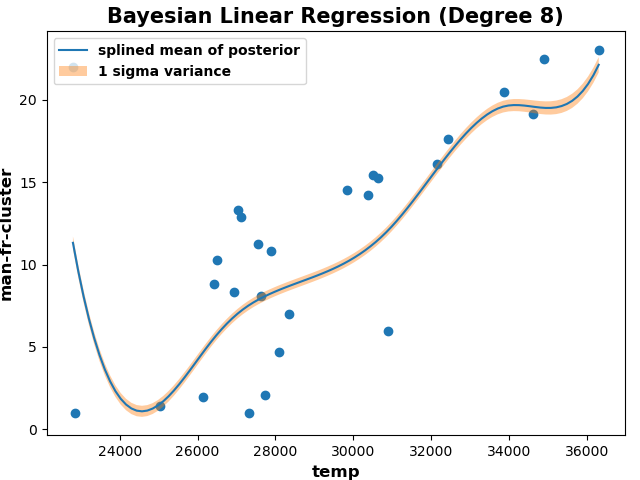 Bayesian Linear Regression (Degree 8)
splined mean of posterior
1 sigma variance
man-fr-cluster
20
15
10
5
0
24000 26000 28000 30000 32000 34000 36000
temp